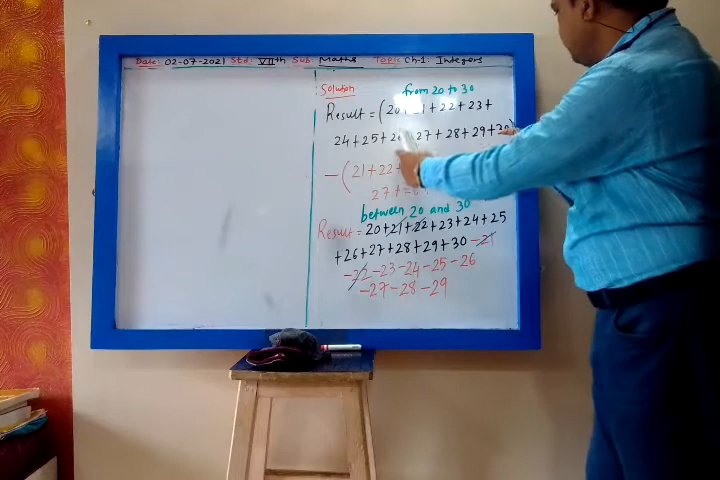 Date: 02-07-2021 Std: VIIth Sub: Maths Topic Ch-1: Integers
Solution
from 20 to 30
Result = (20 + 22 + 23 +
24 + 25 + 27 + 28 + 29 + 30)
- (21 + 22 +
27 +
between 20 and 30
Result = 20 + 21 + 22 + 23 + 24 + 25
+ 26 + 27 + 28 + 29 + 30 - 21
- 22 - 23 - 24 - 25 - 26
- 27 - 28 - 29